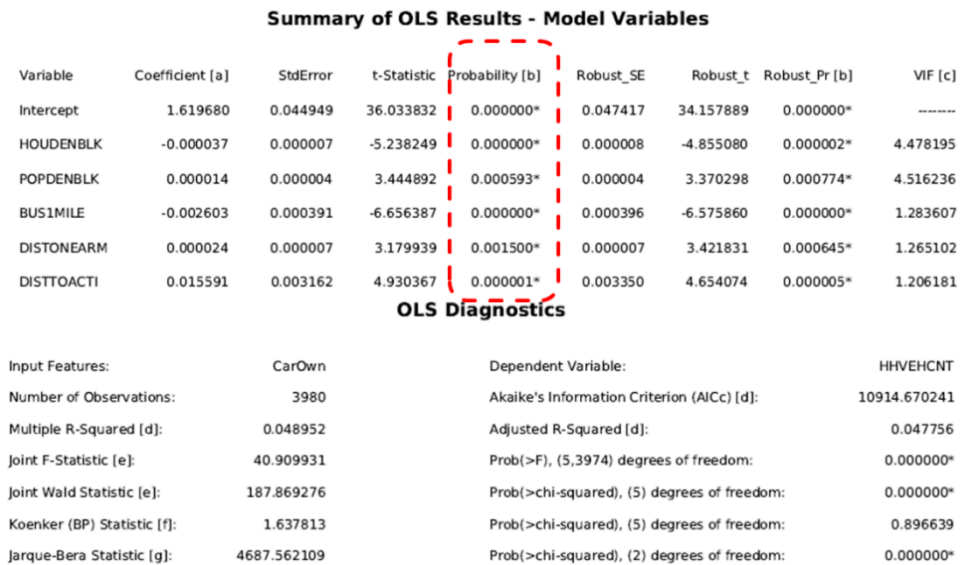 Summary of OLS Results - Model Variables
Variable Coefficient [a] StdError t-Statistic Probability [b] Robust_SE Robust_t Robust_Pr [b] VIF [c]
Intercept 1.619680 0.044949 36.033832 0.000000* 0.047417 34.157889 0.000000* --------
HOUDENBLK -0.000037 0.000007 -5.238249 0.000000* 0.000008 -4.855080 0.000002* 4.478195
POPDENBLK 0.000014 0.000004 3.444892 0.000593* 0.000004 3.370298 0.000774* 4.516236
BUS1MILE -0.002603 0.000391 -6.656387 0.000000* 0.000396 -6.575860 0.000000* 1.283607
DISTONEARM 0.000024 0.000007 3.179939 0.001500* 0.000007 3.421831 0.000645* 1.265102
DISTTOACTI 0.015591 0.003162 4.930367 0.000001* 0.003350 4.654074 0.000005* 1.206181
OLS Diagnostics
Input Features: CarOwn Dependent Variable: HHVEHCNT
Number of Observations: 3980 Akaike's Information Criterion (AICc) [d]: 10914.670241
Multiple R-Squared [d]: 0.048952 Adjusted R-Squared [d]: 0.047756
Joint F-Statistic [e]: 40.909931 Prob(>F), (5,3974) degrees of freedom: 0.000000*
Joint Wald Statistic [e]: 187.869276 Prob(>chi-squared), (5) degrees of freedom: 0.000000*
Koenker (BP) Statistic [f]: 1.637813 Prob(>chi-squared), (5) degrees of freedom: 0.896639
Jarque-Bera Statistic [g]: 4687.562109 Prob(>chi-squared), (2) degrees of freedom: 0.000000*